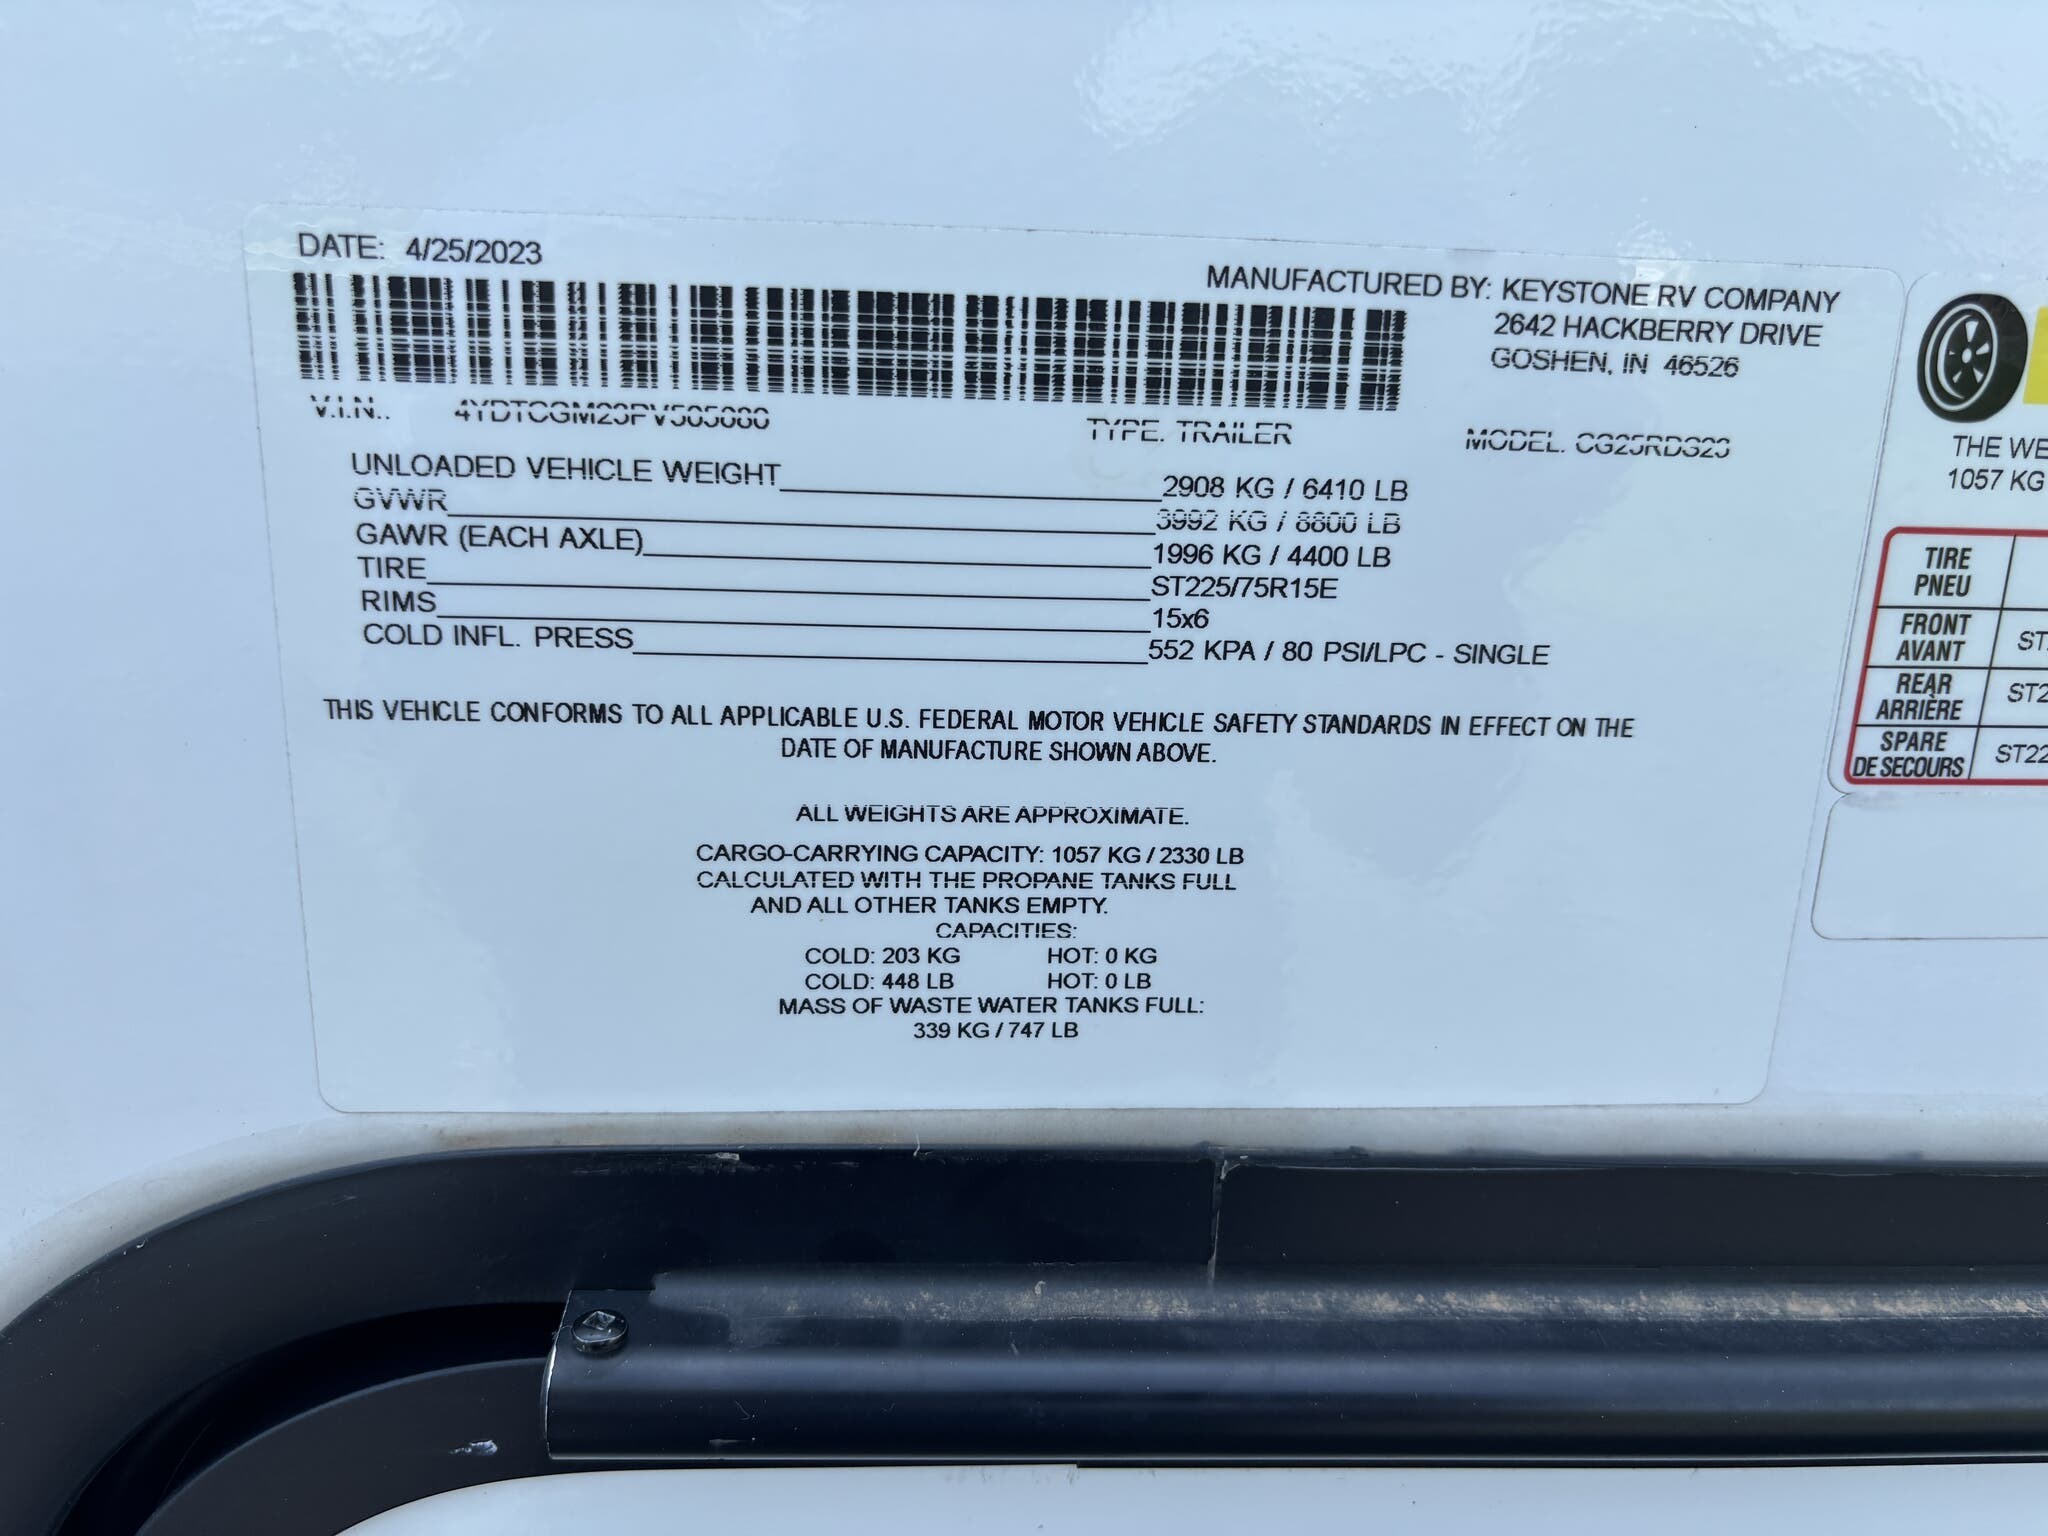 DATE: 4/25/2023
MANUFACTURED BY: KEYSTONE RV COMPANY
2642 HACKBERRY DRIVE
GOSHEN, IN 46526
V.I.N.:
TYPE: TRAILER
MODEL:
UNLOADED VEHICLE WEIGHT 2908 KG / 6410 LB
GVWR 3992 KG / 8800 LB
GAWR (EACH AXLE) 1996 KG / 4400 LB
TIRE ST225/75R15E
RIMS 15x6
COLD INFL. PRESS 552 KPA / 80 PSI/LPC - SINGLE
THIS VEHICLE CONFORMS TO ALL APPLICABLE U.S. FEDERAL MOTOR VEHICLE SAFETY STANDARDS IN EFFECT ON THE
DATE OF MANUFACTURE SHOWN ABOVE.
ALL WEIGHTS ARE APPROXIMATE.
CARGO-CARRYING CAPACITY: 1057 KG / 2330 LB
CALCULATED WITH THE PROPANE TANKS FULL
AND ALL OTHER TANKS EMPTY.
CAPACITIES:
COLD: 203 KG HOT: 0 KG
COLD: 448 LB HOT: 0 LB
MASS OF WASTE WATER TANKS FULL:
339 KG / 747 LB
THE WE
1057 KG
TIRE
PNEU
FRONT
AVANT
ST
REAR
ARRIÈRE
ST2
SPARE
DE SECOURS
ST22